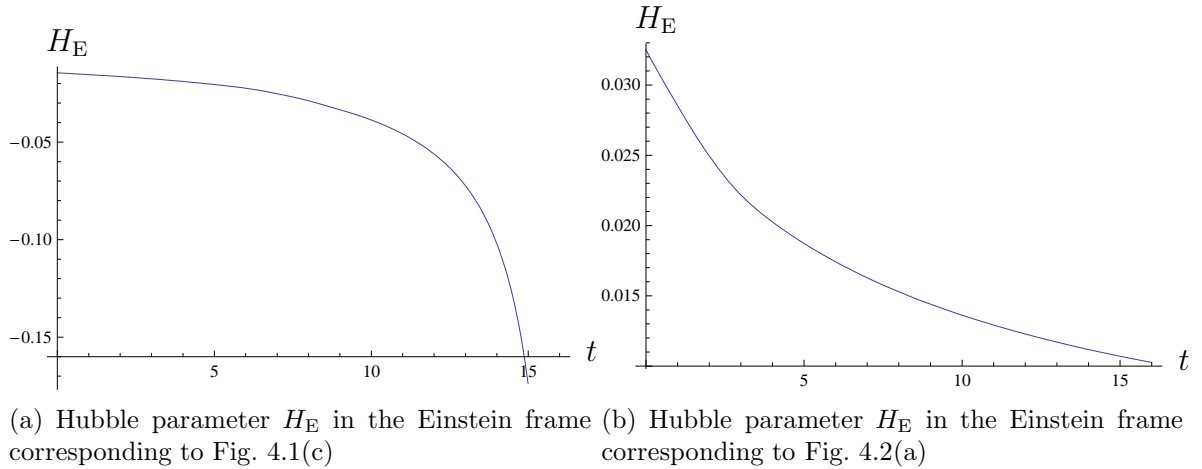 H_E
−0.05
−0.10
−0.15
5
10
15
t
H_E
0.030
0.025
0.020
0.015
5
10
15
t
(a) Hubble parameter H_E in the Einstein frame
corresponding to Fig. 4.1(c)
(b) Hubble parameter H_E in the Einstein frame
corresponding to Fig. 4.2(a)